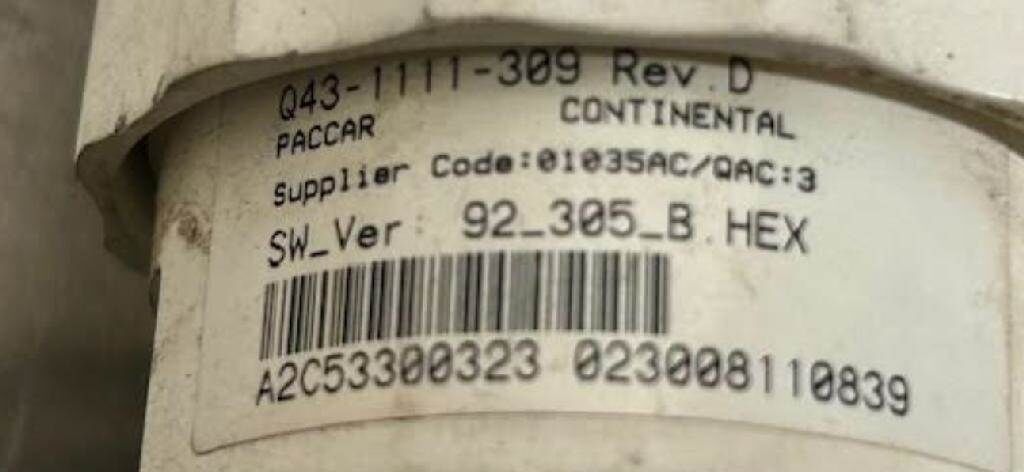 Q43-1111-309 Rev.D
PACCAR CONTINENTAL
Supplier Code:01035AC/QAC:3
SW_Ver: 92_305_B.HEX
A2C53300323 023008110839